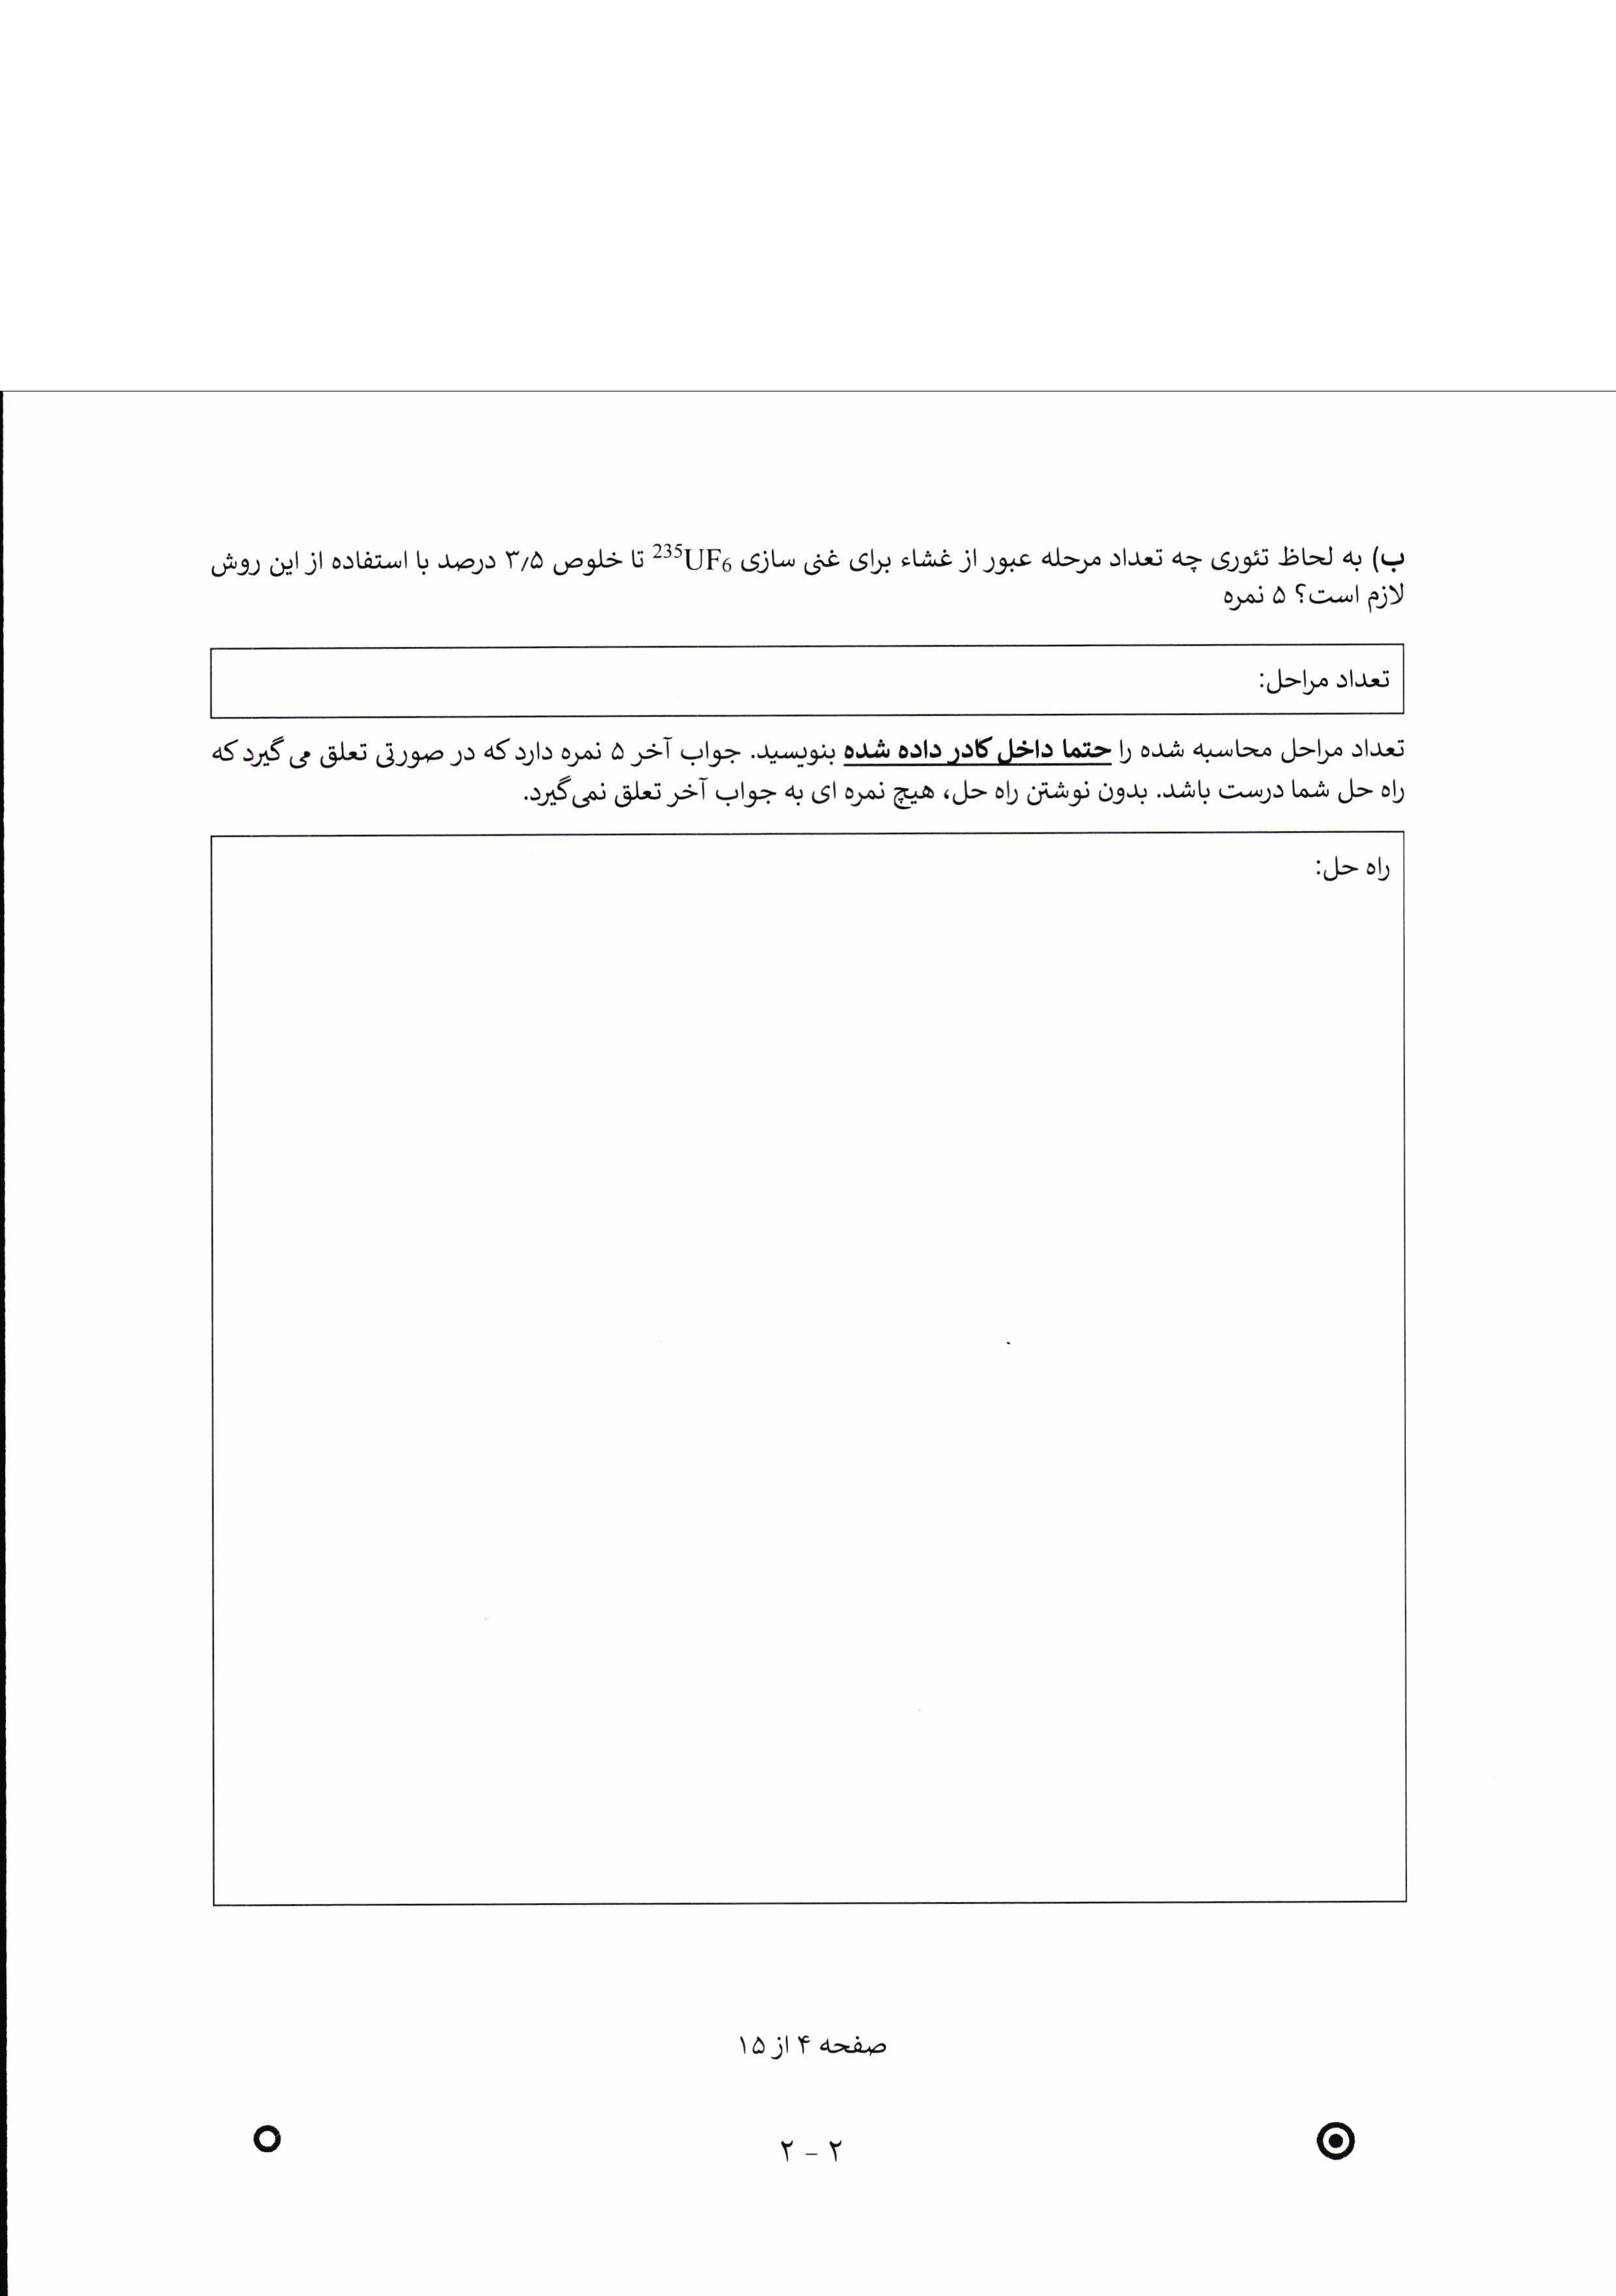 ب) به لحاظ تئوری چه تعداد مرحله عبور از غشاء برای غنی سازی 235UF6 تا خلوص ۳٫۵ درصد با استفاده از این روش
لازم است؟ ۵ نمره
تعداد مراحل:
تعداد مراحل محاسبه شده را حتما داخل کادر داده شده بنویسید. جواب آخر ۵ نمره دارد که در صورتی تعلق می گیرد که
راه حل شما درست باشد. بدون نوشتن راه حل، هیچ نمره ای به جواب آخر تعلق نمی‌گیرد.
راه حل:
صفحه ۴ از ۱۵
۲ - ۲